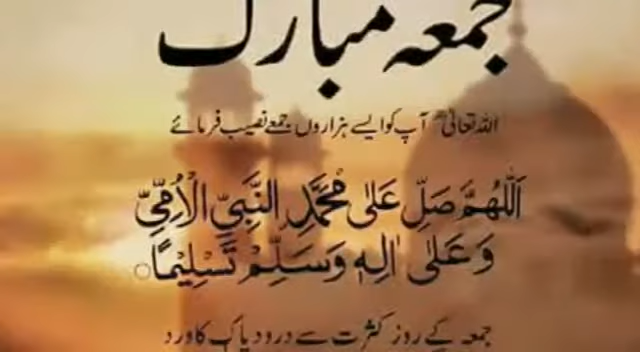 جمعہ مبارک
اللہ تعالیٰ آپ کو ایسے ہزاروں جمعے نصیب فرمائے
اَللّٰهُمَّ صَلِّ عَلٰى مُحَمَّدِ النَّبِيِّ الْاُمِّيِّ
وَعَلٰى اٰلِهٖ وَسَلِّمْ تَسْلِيْمًا
جمعہ کے روز کثرت سے درود پاک کا ورد